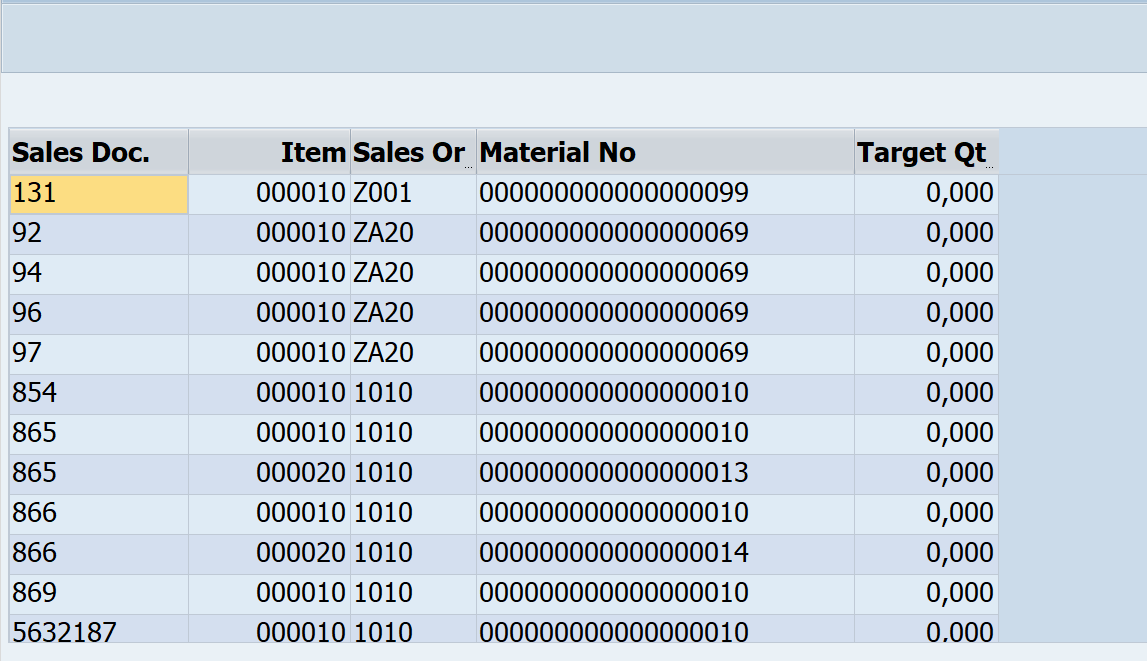 Sales Doc. Item Sales Or... Material No Target Qt...
131 000010 Z001 000000000000000099 0,000
92 000010 ZA20 000000000000000069 0,000
94 000010 ZA20 000000000000000069 0,000
96 000010 ZA20 000000000000000069 0,000
97 000010 ZA20 000000000000000069 0,000
854 000010 1010 000000000000000010 0,000
865 000010 1010 000000000000000010 0,000
865 000020 1010 000000000000000013 0,000
866 000010 1010 000000000000000010 0,000
866 000020 1010 000000000000000014 0,000
869 000010 1010 000000000000000010 0,000
5632187 000010 1010 000000000000000010 0,000